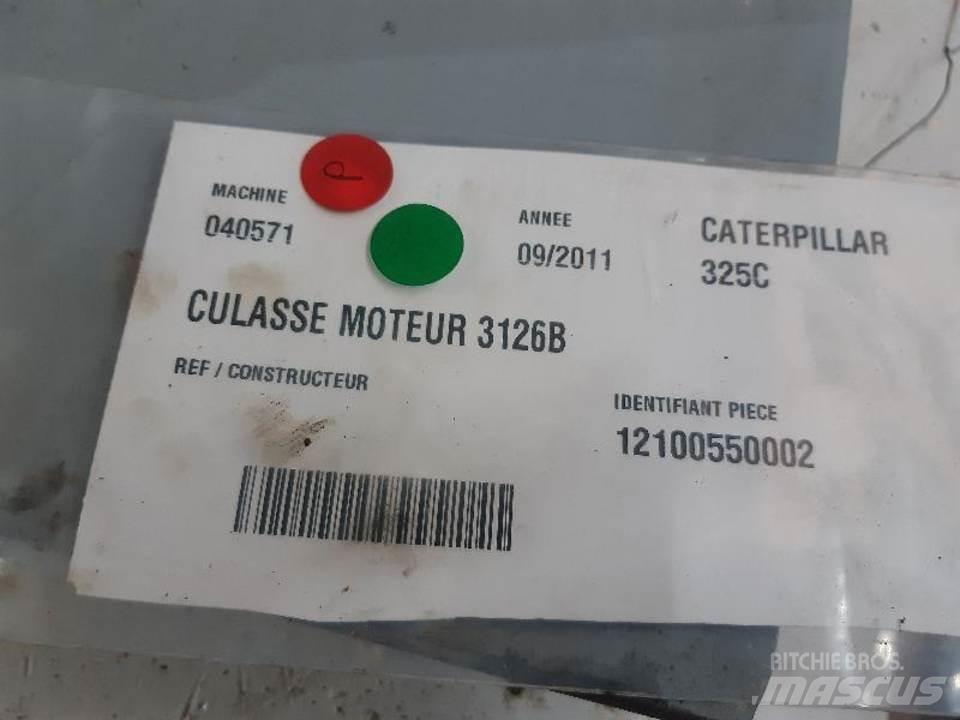 MACHINE
040571
ANNEE
09/2011
CATERPILLAR
325C
CULASSE MOTEUR 3126B
REF / CONSTRUCTEUR
IDENTIFIANT PIECE
12100550002
RITCHIE BROS.
MASCUS